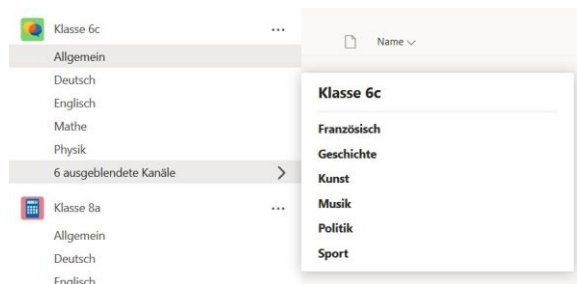 Klasse 6c
...
Allgemein
Deutsch
Englisch
Mathe
Physik
6 ausgeblendete Kanäle
Klasse 8a
...
Allgemein
Deutsch
Englisch
Name
Klasse 6c
Französisch
Geschichte
Kunst
Musik
Politik
Sport